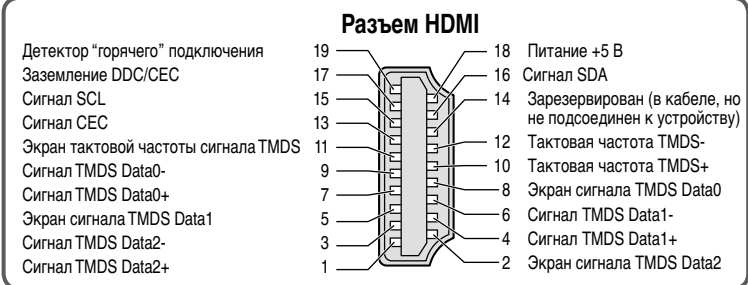 Разъем HDMI
Детектор “горячего” подключения 19
Заземление DDC/CEC 17
Сигнал SCL 15
Сигнал CEC 13
Экран тактовой частоты сигнала TMDS 11
Сигнал TMDS Data0- 9
Сигнал TMDS Data0+ 7
Экран сигнала TMDS Data1 5
Сигнал TMDS Data2- 3
Сигнал TMDS Data2+ 1
18 Питание +5 В
16 Сигнал SDA
14 Зарезервирован (в кабеле, но
не подсоединен к устройству)
12 Тактовая частота TMDS-
10 Тактовая частота TMDS+
8 Экран сигнала TMDS Data0
6 Сигнал TMDS Data1-
4 Сигнал TMDS Data1+
2 Экран сигнала TMDS Data2